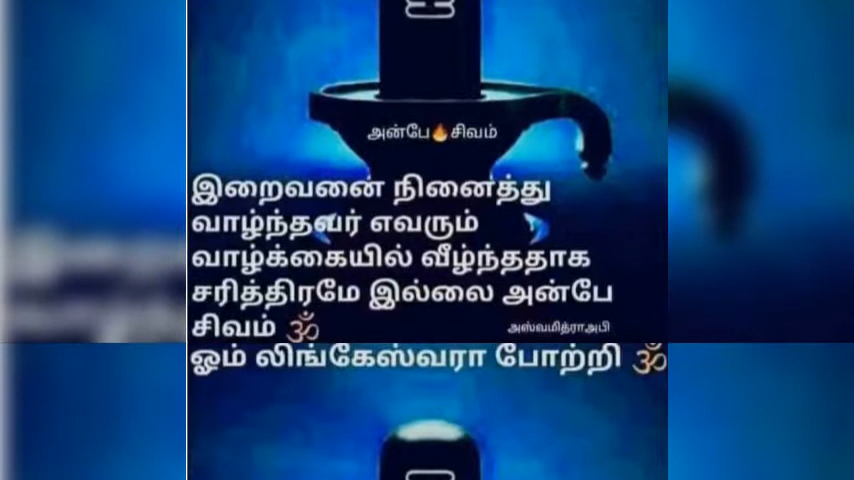 அன்பே🔥சிவம்
இறைவனை நினைத்து
வாழ்ந்தவர் எவரும்
வாழ்க்கையில் வீழ்ந்ததாக
சரித்திரமே இல்லை அன்பே
சிவம் 🕉
அஸ்வமித்ராஅபி
ஓம் லிங்கேஸ்வரா போற்றி 🕉